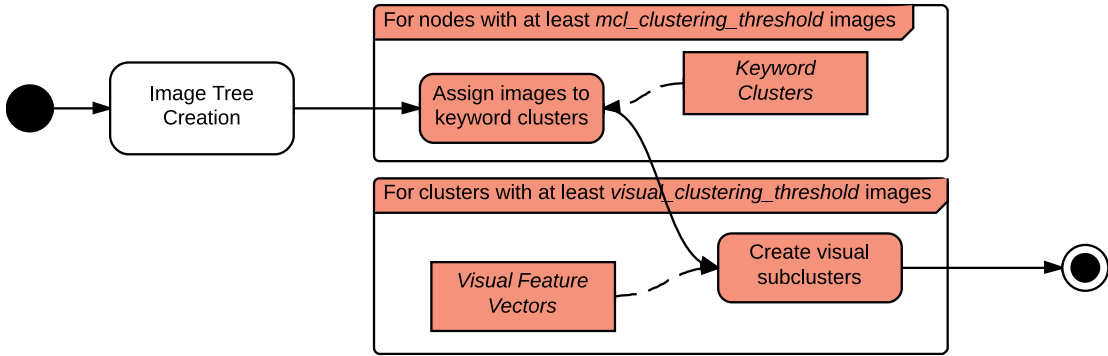 For nodes with at least mcl_clustering_threshold images
Image Tree
Creation
Assign images to
keyword clusters
Keyword
Clusters
For clusters with at least visual_clustering_threshold images
Visual Feature
Vectors
Create visual
subclusters